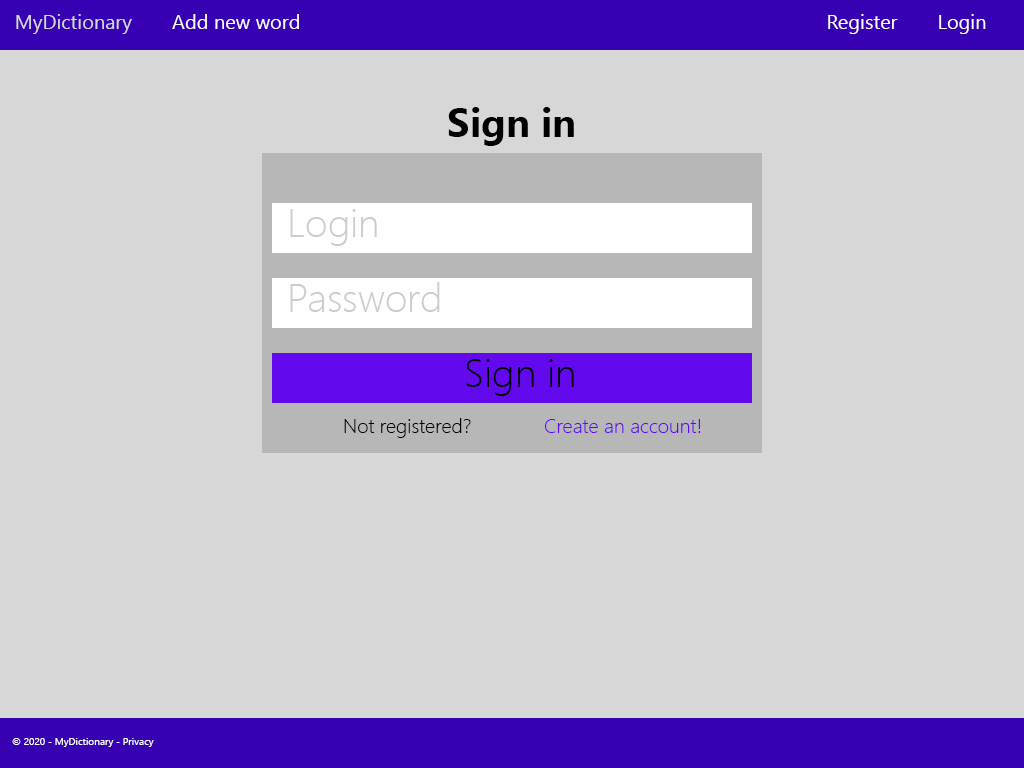 MyDictionary Add new word Register Login
Sign in
Login
Password
Sign in
Not registered? Create an account!
© 2020 - MyDictionary - Privacy